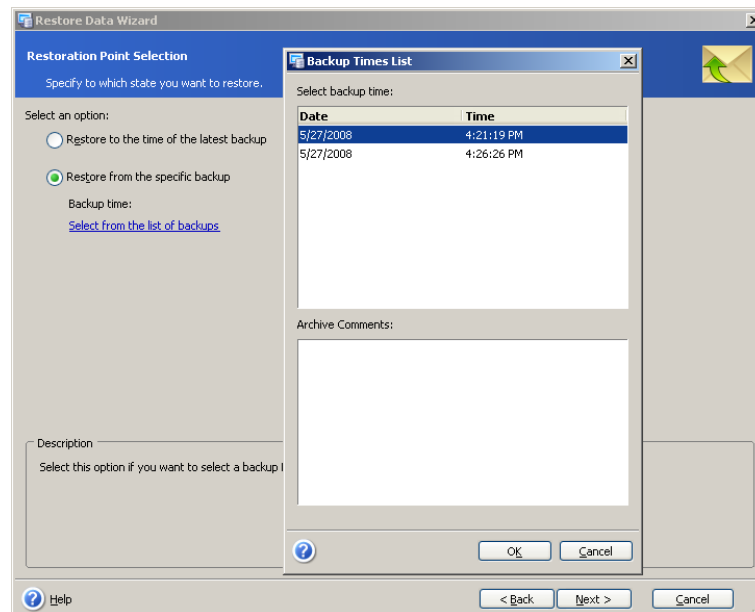 Restore Data Wizard
Restoration Point Selection
Specify to which state you want to restore.
Select an option:
Restore to the time of the latest backup
Restore from the specific backup
Backup time:
Select from the list of backups
Description
Select this option if you want to select a backup
Help
< Back
Next >
Cancel
Backup Times List
Select backup time:
Date Time
5/27/2008 4:21:19 PM
5/27/2008 4:26:26 PM
Archive Comments:
OK
Cancel